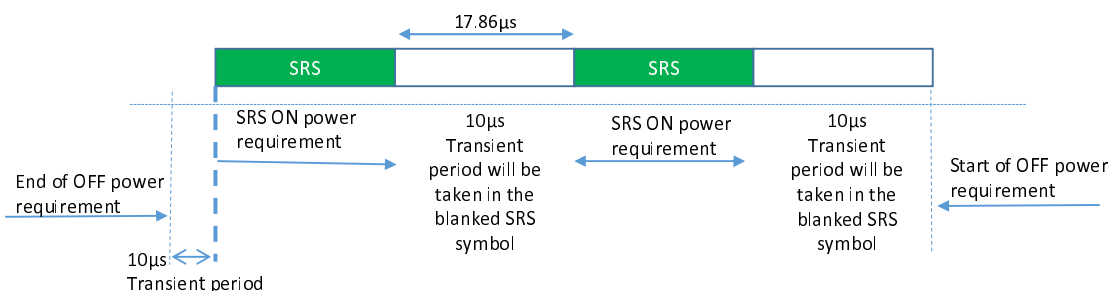 17.86µs
SRS
SRS
SRS ON power
requirement
10µs
Transient
period will be
taken in the
blanked SRS
symbol
SRS ON power
requirement
10µs
Transient
period will be
taken in the
blanked SRS
symbol
End of OFF power
requirement
Start of OFF power
requirement
10µs
Transient period